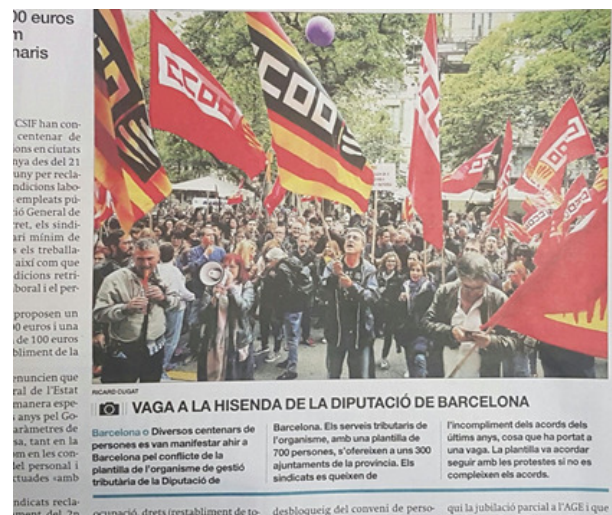 00 euros
m
naris
CSIF han con-
centenar de
ons en ciutats
nya des del 21
uny per recla-
ndicions labo-
empleats pú-
ió General de
ret, els sindi-
ari mínim de
s els treballa-
així com que
dicions retri-
boral i el per-
proposen un
0 euros i una
de 100 euros
bliment de la
enuncien que
ral de l'Estat
manera espe-
s anys pel Go-
paràmetres de
sa, tant en la
om en les con-
del personal i
ctuades «amb
ndicats recla-
CCOO
CCOO
RICARD CUGAT
VAGA A LA HISENDA DE LA DIPUTACIÓ DE BARCELONA
Barcelona o Diversos centenars de
persones es van manifestar ahir a
Barcelona pel conflicte de la
plantilla de l'organisme de gestió
tributària de la Diputació de
Barcelona. Els serveis tributaris de
l'organisme, amb una plantilla de
700 persones, s'ofereixen a uns 300
ajuntaments de la província. Els
sindicats es queixen de
l'incompliment dels acords dels
últims anys, cosa que ha portat a
una vaga. La plantilla va acordar
seguir amb les protestes si no es
compleixen els acords.
ocupació, drets (restabliment de to-
desbloqueig del conveni de perso-
qui la jubilació parcial a l'AGE i que